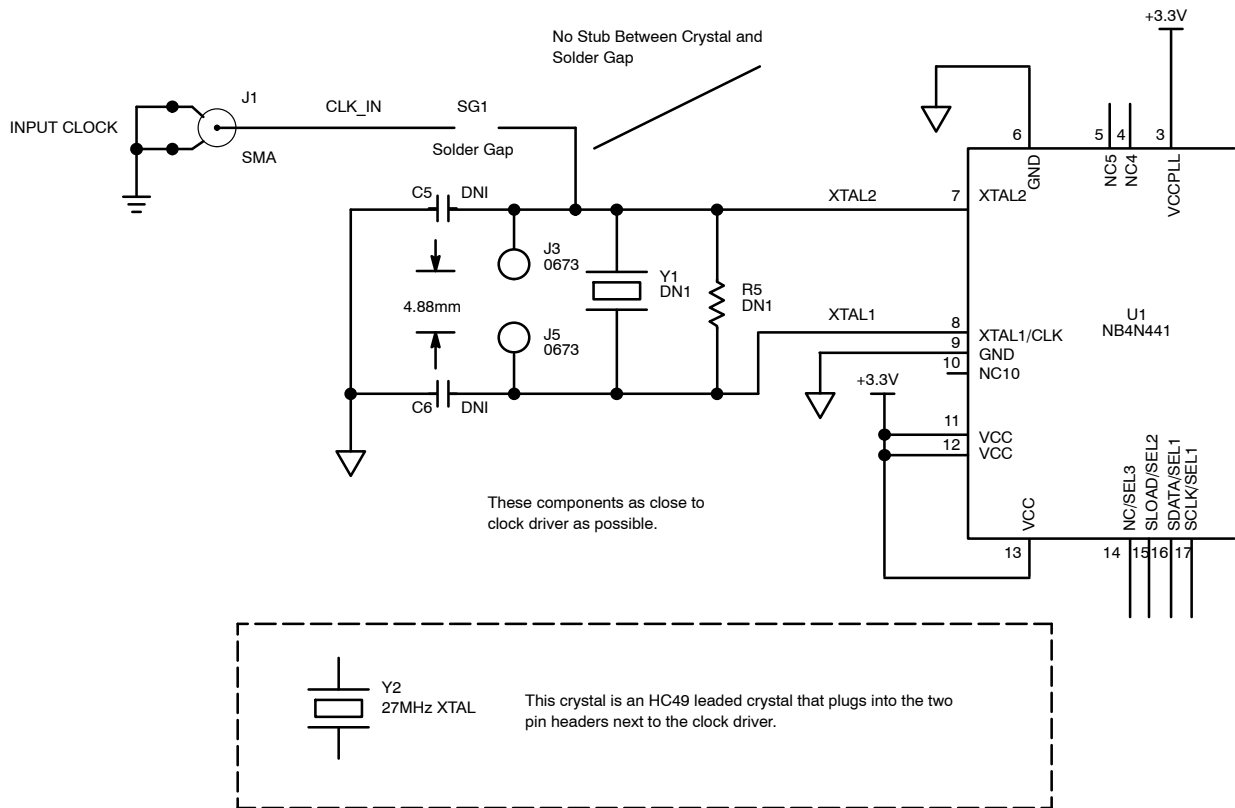 +3.3V
No Stub Between Crystal and
Solder Gap
J1
CLK_IN
SG1
INPUT CLOCK
SMA
Solder Gap
6
5
4
3
GND
NC5
NC4
VCCPLL
C5
DNI
XTAL2
7
XTAL2
J3
0673
Y1
DN1
R5
DN1
4.88mm
XTAL1
U1
NB4N441
8
XTAL1/CLK
J5
0673
9
GND
10
NC10
+3.3V
C6
DNI
11
VCC
12
VCC
These components as close to
clock driver as possible.
VCC
NC/SEL3
SLOAD/SEL2
SDATA/SEL1
SCLK/SEL1
13
14
15
16
17
Y2
27MHz XTAL
This crystal is an HC49 leaded crystal that plugs into the two
pin headers next to the clock driver.